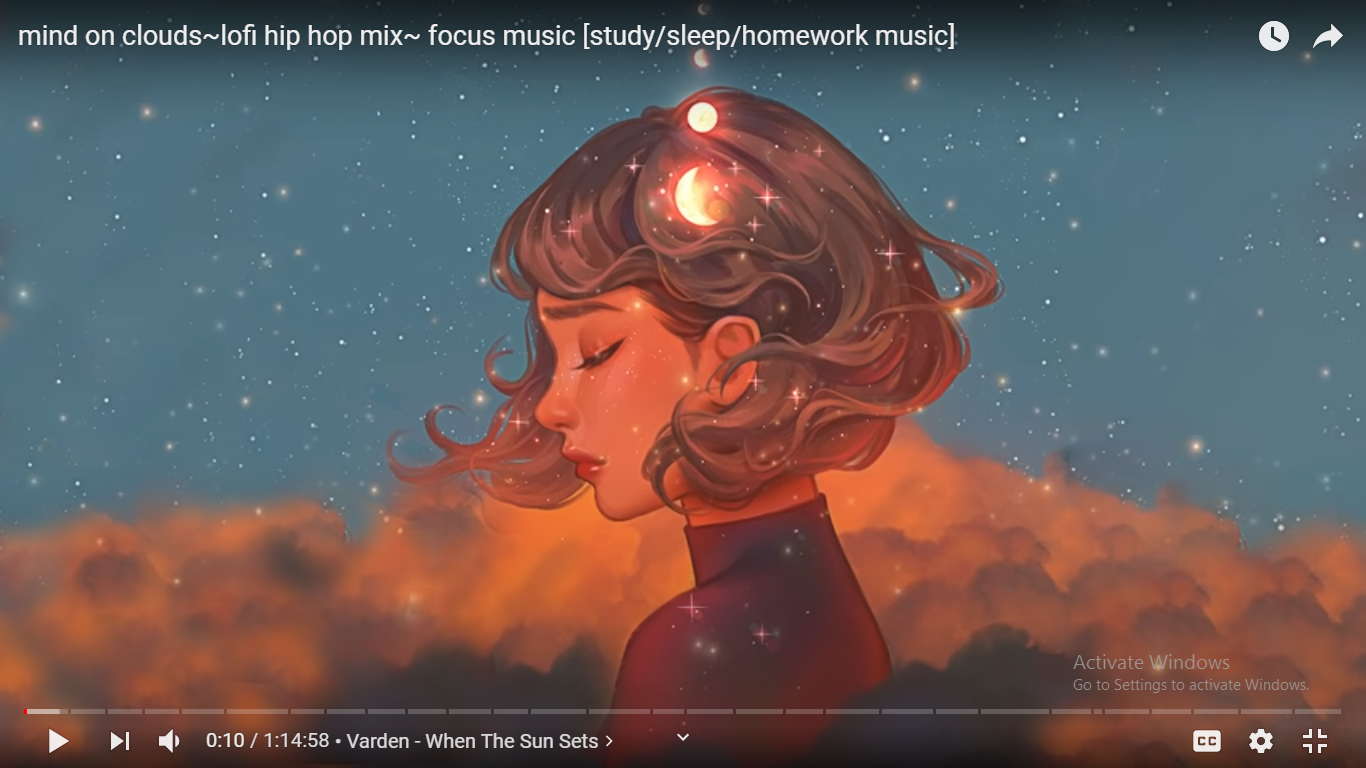 mind on clouds~lofi hip hop mix~ focus music [study/sleep/homework music]
Activate Windows
Go to Settings to activate Windows.
0:10 / 1:14:58 • Varden - When The Sun Sets ›
CC